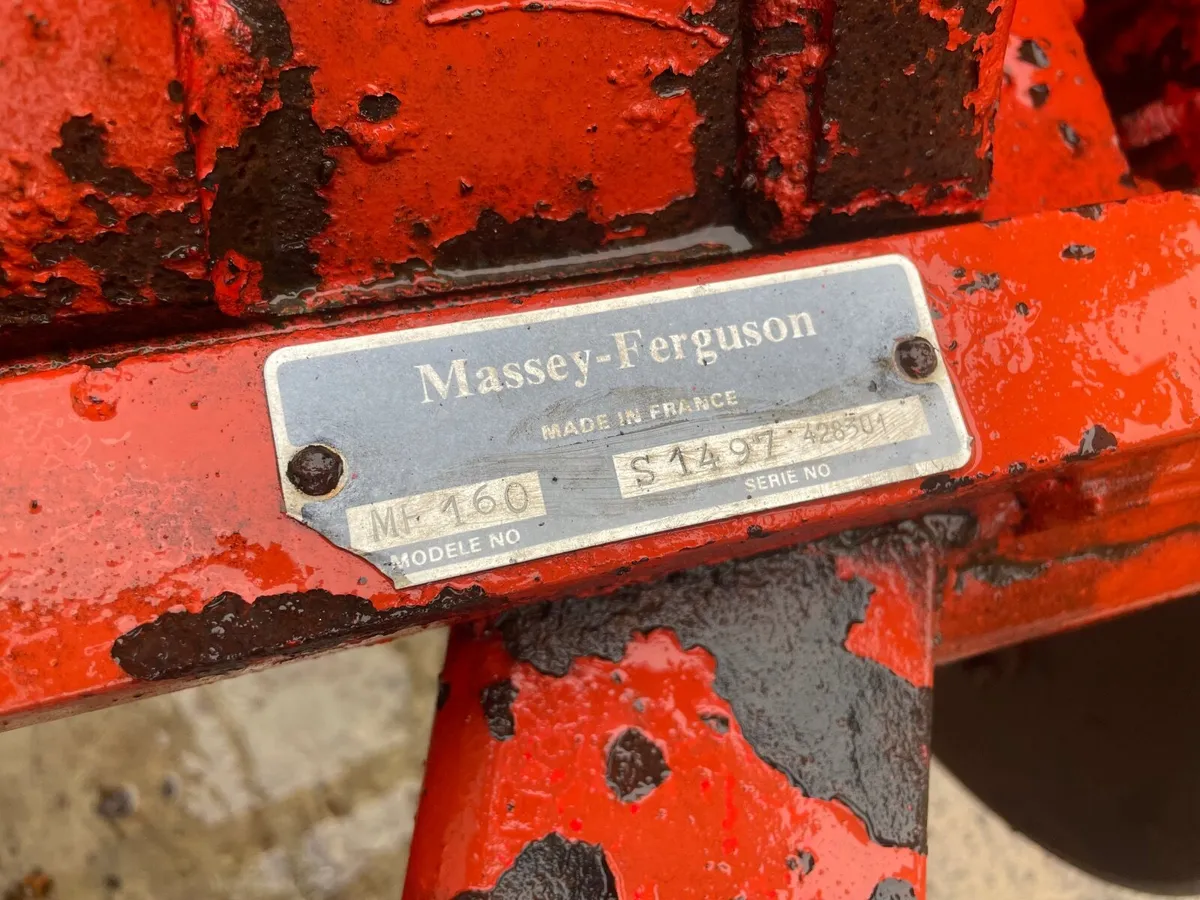 Massey-Ferguson
MADE IN FRANCE
MF 160 S 1497 428301
MODELE NO SERIE NO